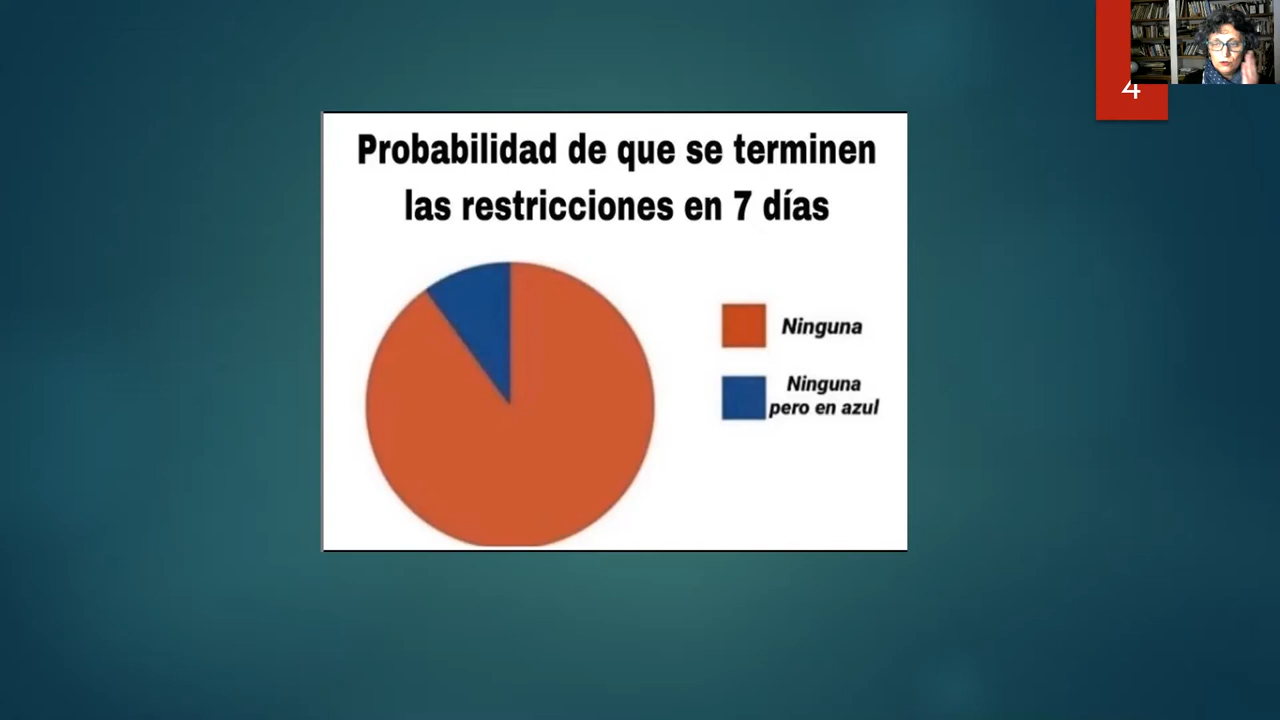 4
Probabilidad de que se terminen
las restricciones en 7 días
Ninguna
Ninguna
pero en azul